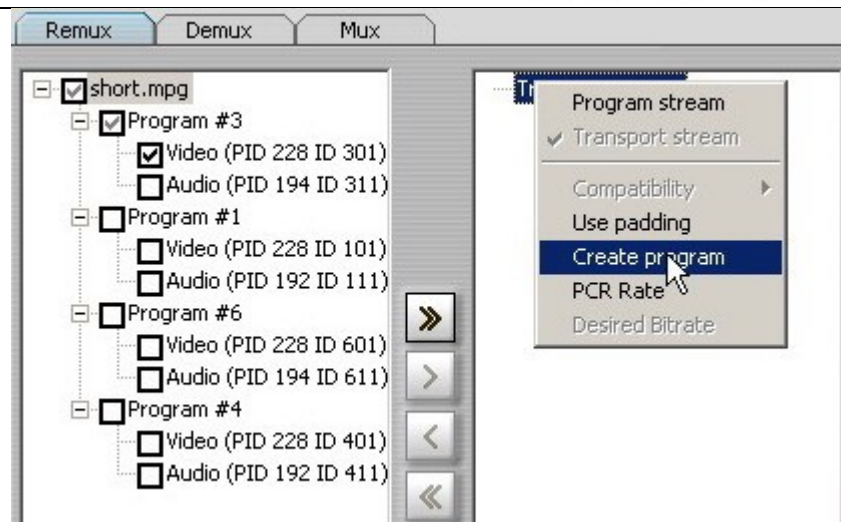 Remux Demux Mux
short.mpg
Program #3
Video (PID 228 ID 301)
Audio (PID 194 ID 311)
Program #1
Video (PID 228 ID 101)
Audio (PID 192 ID 111)
Program #6
Video (PID 228 ID 601)
Audio (PID 194 ID 611)
Program #4
Video (PID 228 ID 401)
Audio (PID 192 ID 411)
Program stream
Transport stream
Compatibility
Use padding
Create program
PCR Rate
Desired Bitrate